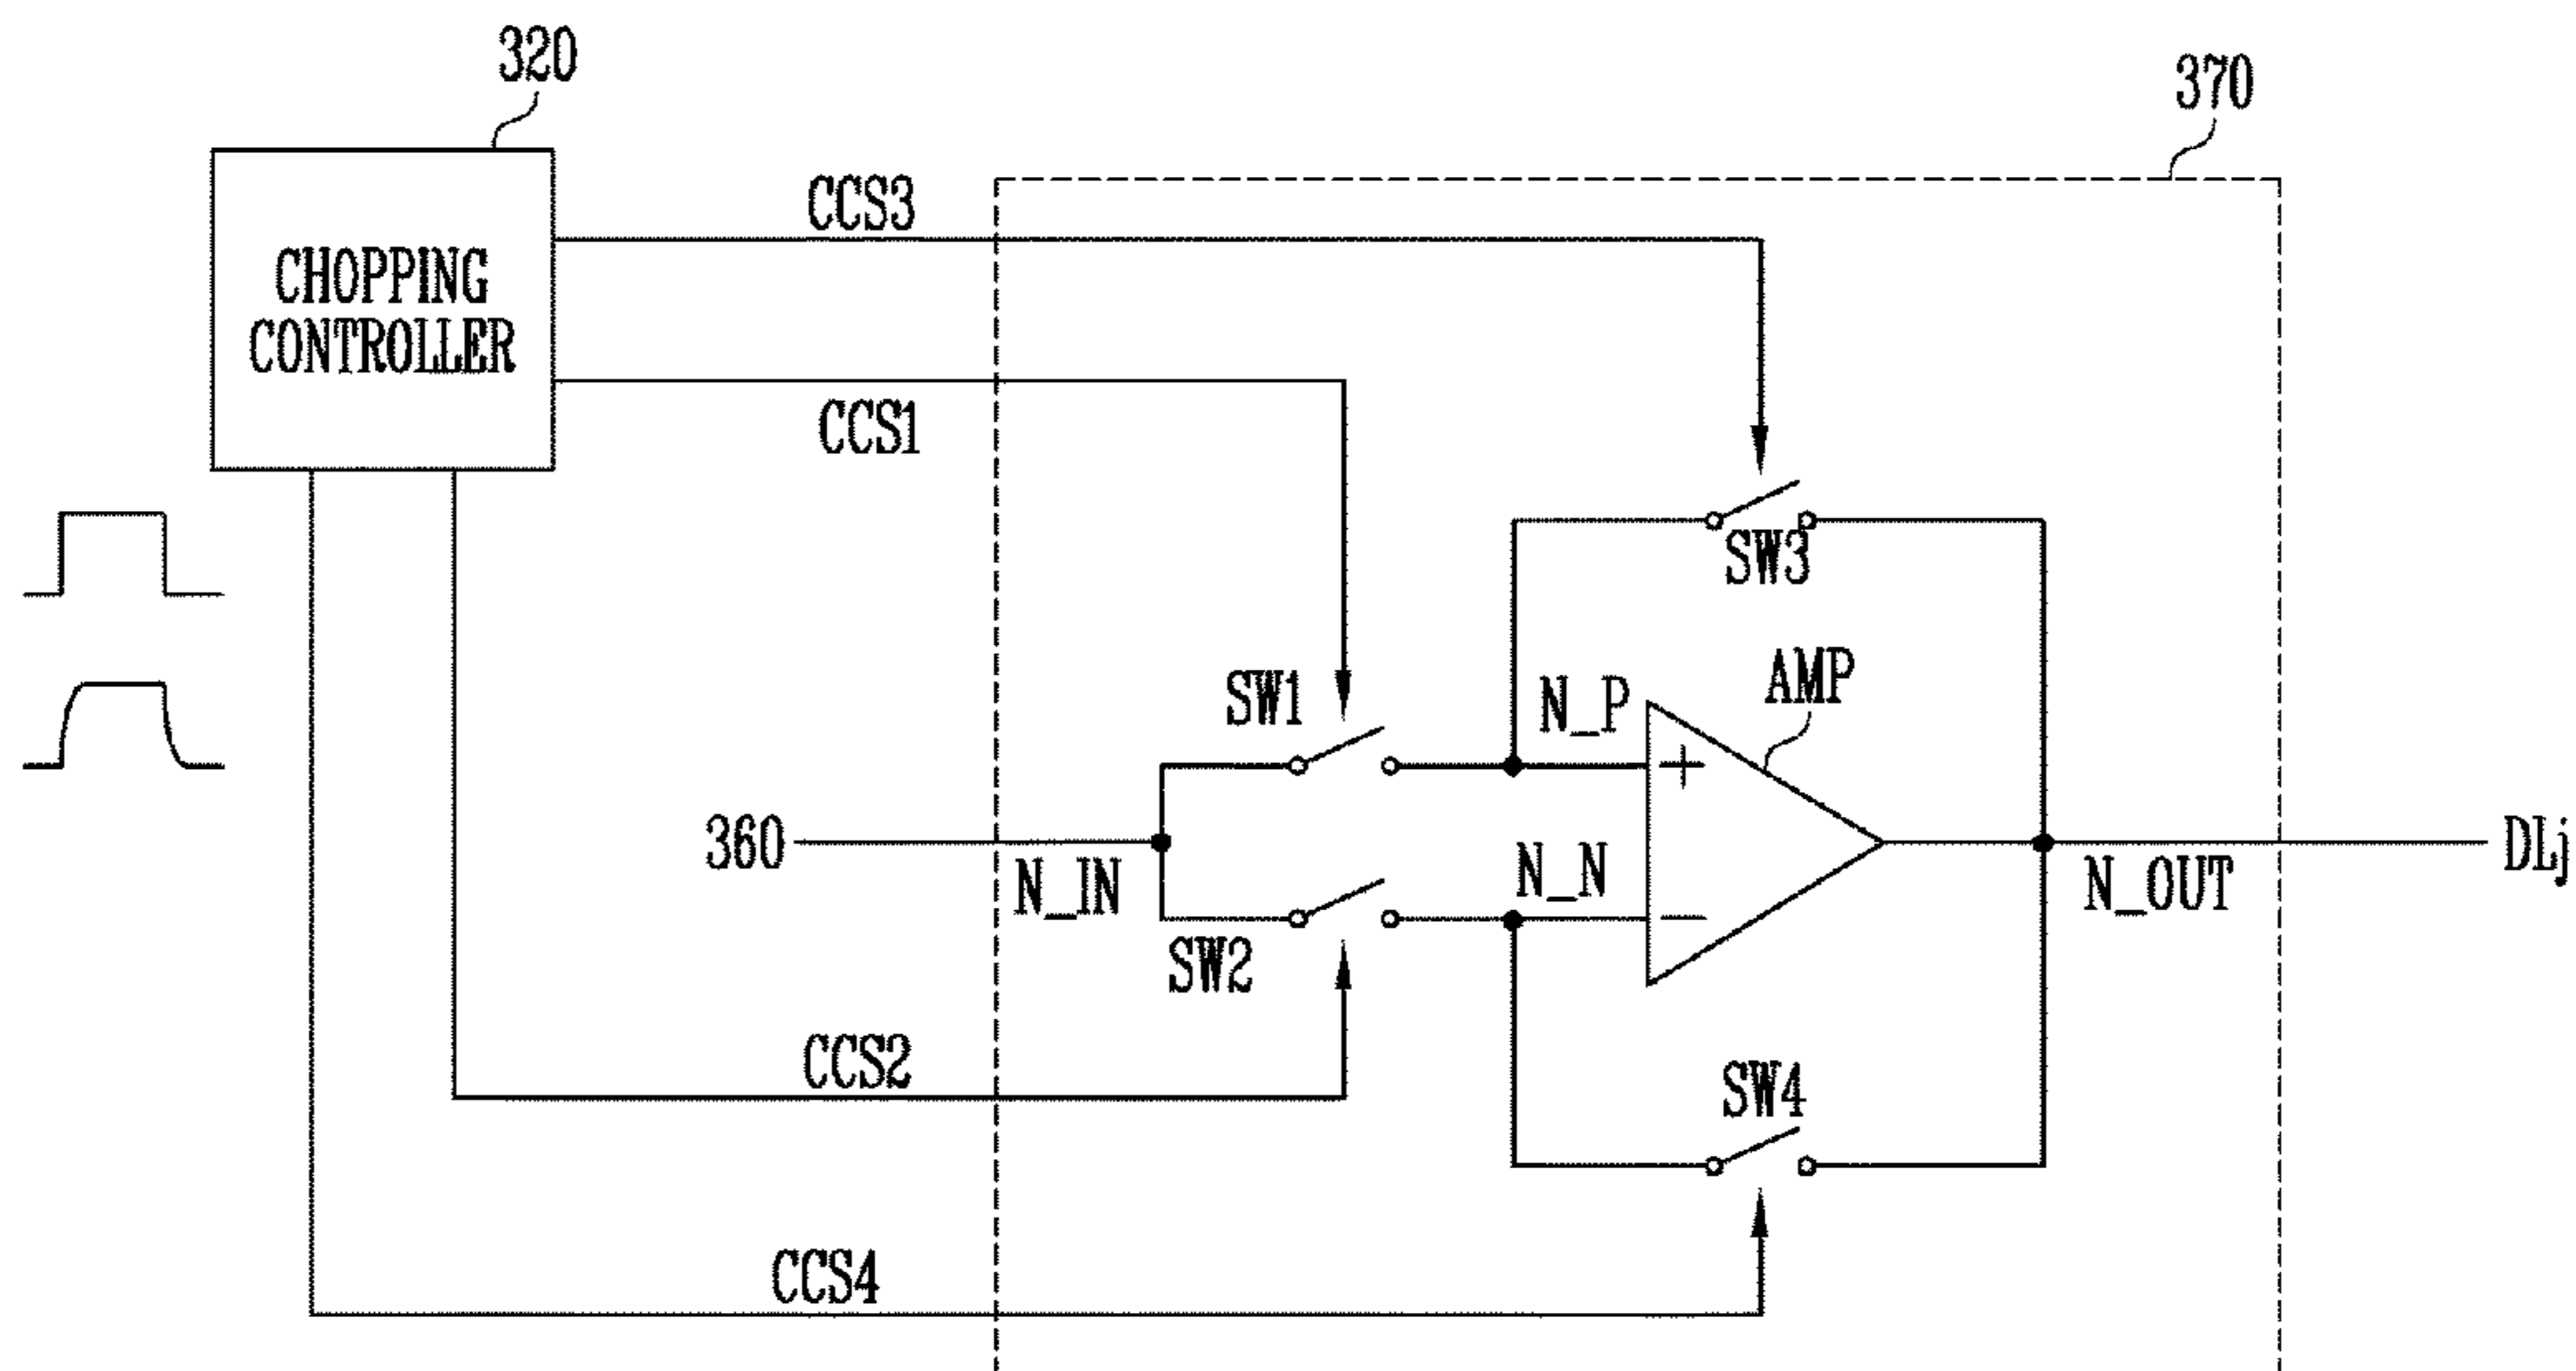 320
370
CCS3
CHOPPING
CONTROLLER
CCS1
SW3
SW1
N_P
AMP
+
360
N_IN
N_N
−
DLj
N_OUT
SW2
CCS2
SW4
CCS4